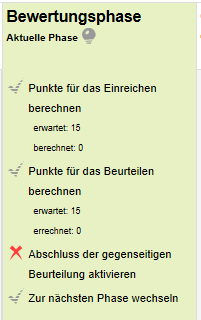 Bewertungsphase
Aktuelle Phase
Punkte für das Einreichen
berechnen
erwartet: 15
berechnet: 0
Punkte für das Beurteilen
berechnen
erwartet: 15
errechnet: 0
Abschluss der gegenseitigen
Beurteilung aktivieren
Zur nächsten Phase wechseln